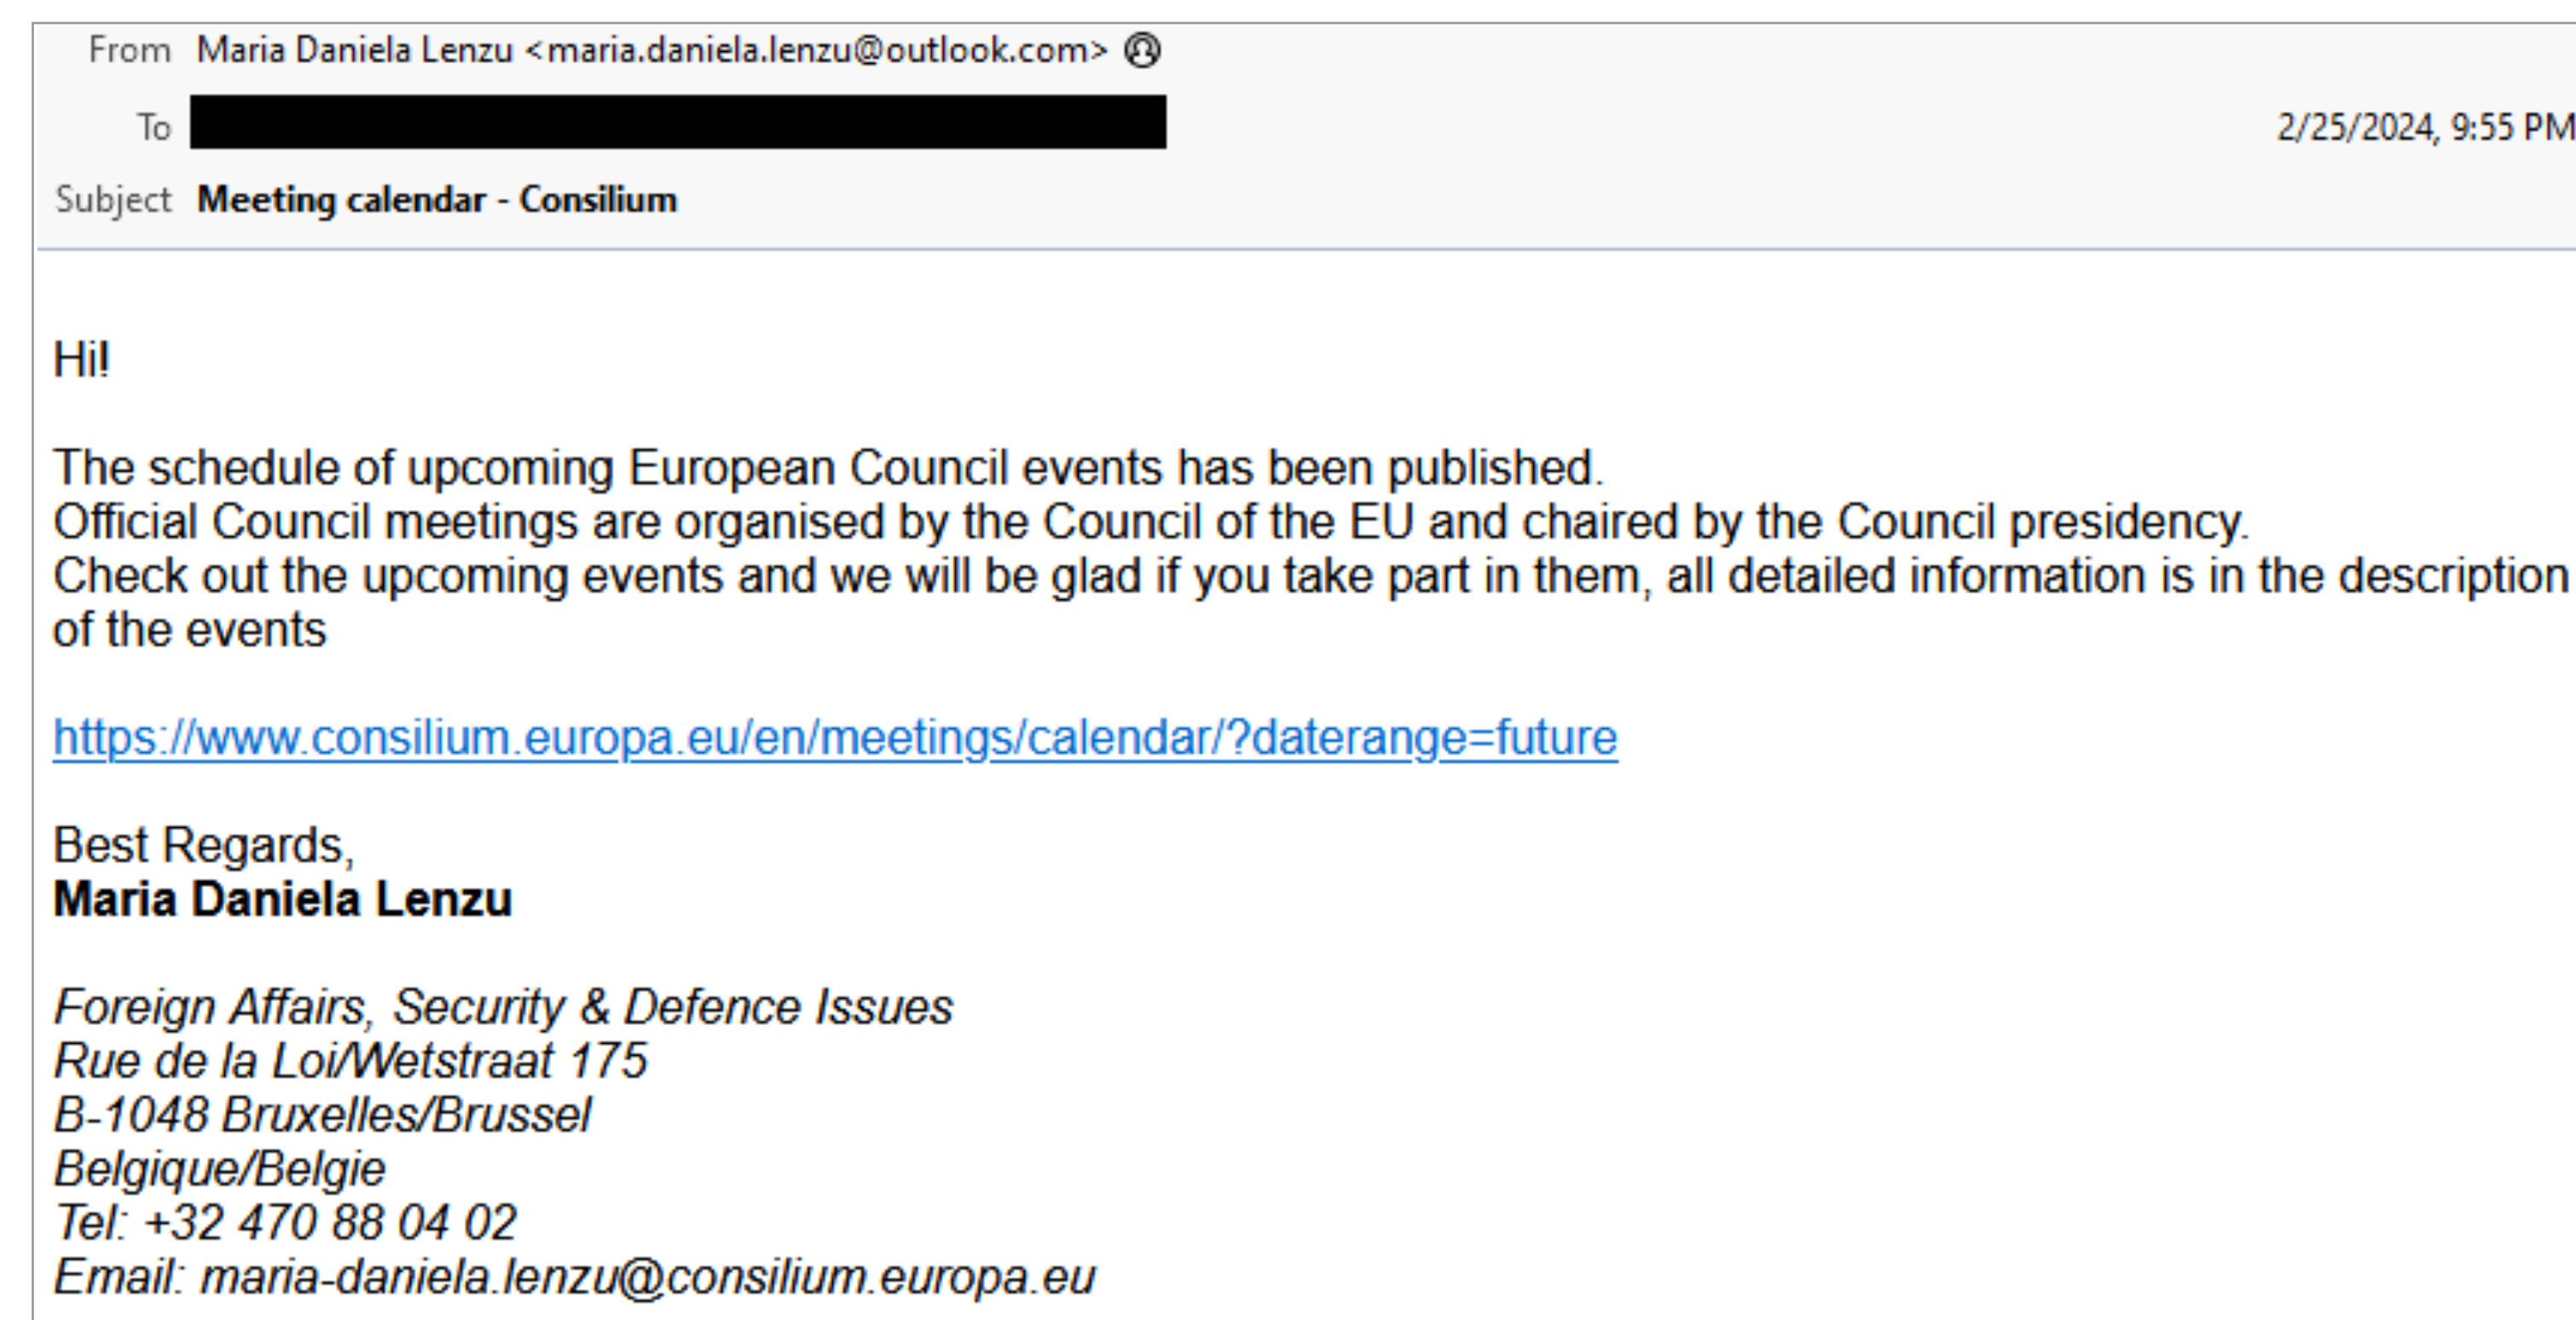 From Maria Daniela Lenzu <maria.daniela.lenzu@outlook.com>
To
2/25/2024, 9:55 PM
Subject Meeting calendar - Consilium
Hi!
The schedule of upcoming European Council events has been published.
Official Council meetings are organised by the Council of the EU and chaired by the Council presidency.
Check out the upcoming events and we will be glad if you take part in them, all detailed information is in the description
of the events
https://www.consilium.europa.eu/en/meetings/calendar/?daterange=future
Best Regards,
Maria Daniela Lenzu
Foreign Affairs, Security & Defence Issues
Rue de la Loi/Wetstraat 175
B-1048 Bruxelles/Brussel
Belgique/Belgie
Tel: +32 470 88 04 02
Email: maria-daniela.lenzu@consilium.europa.eu